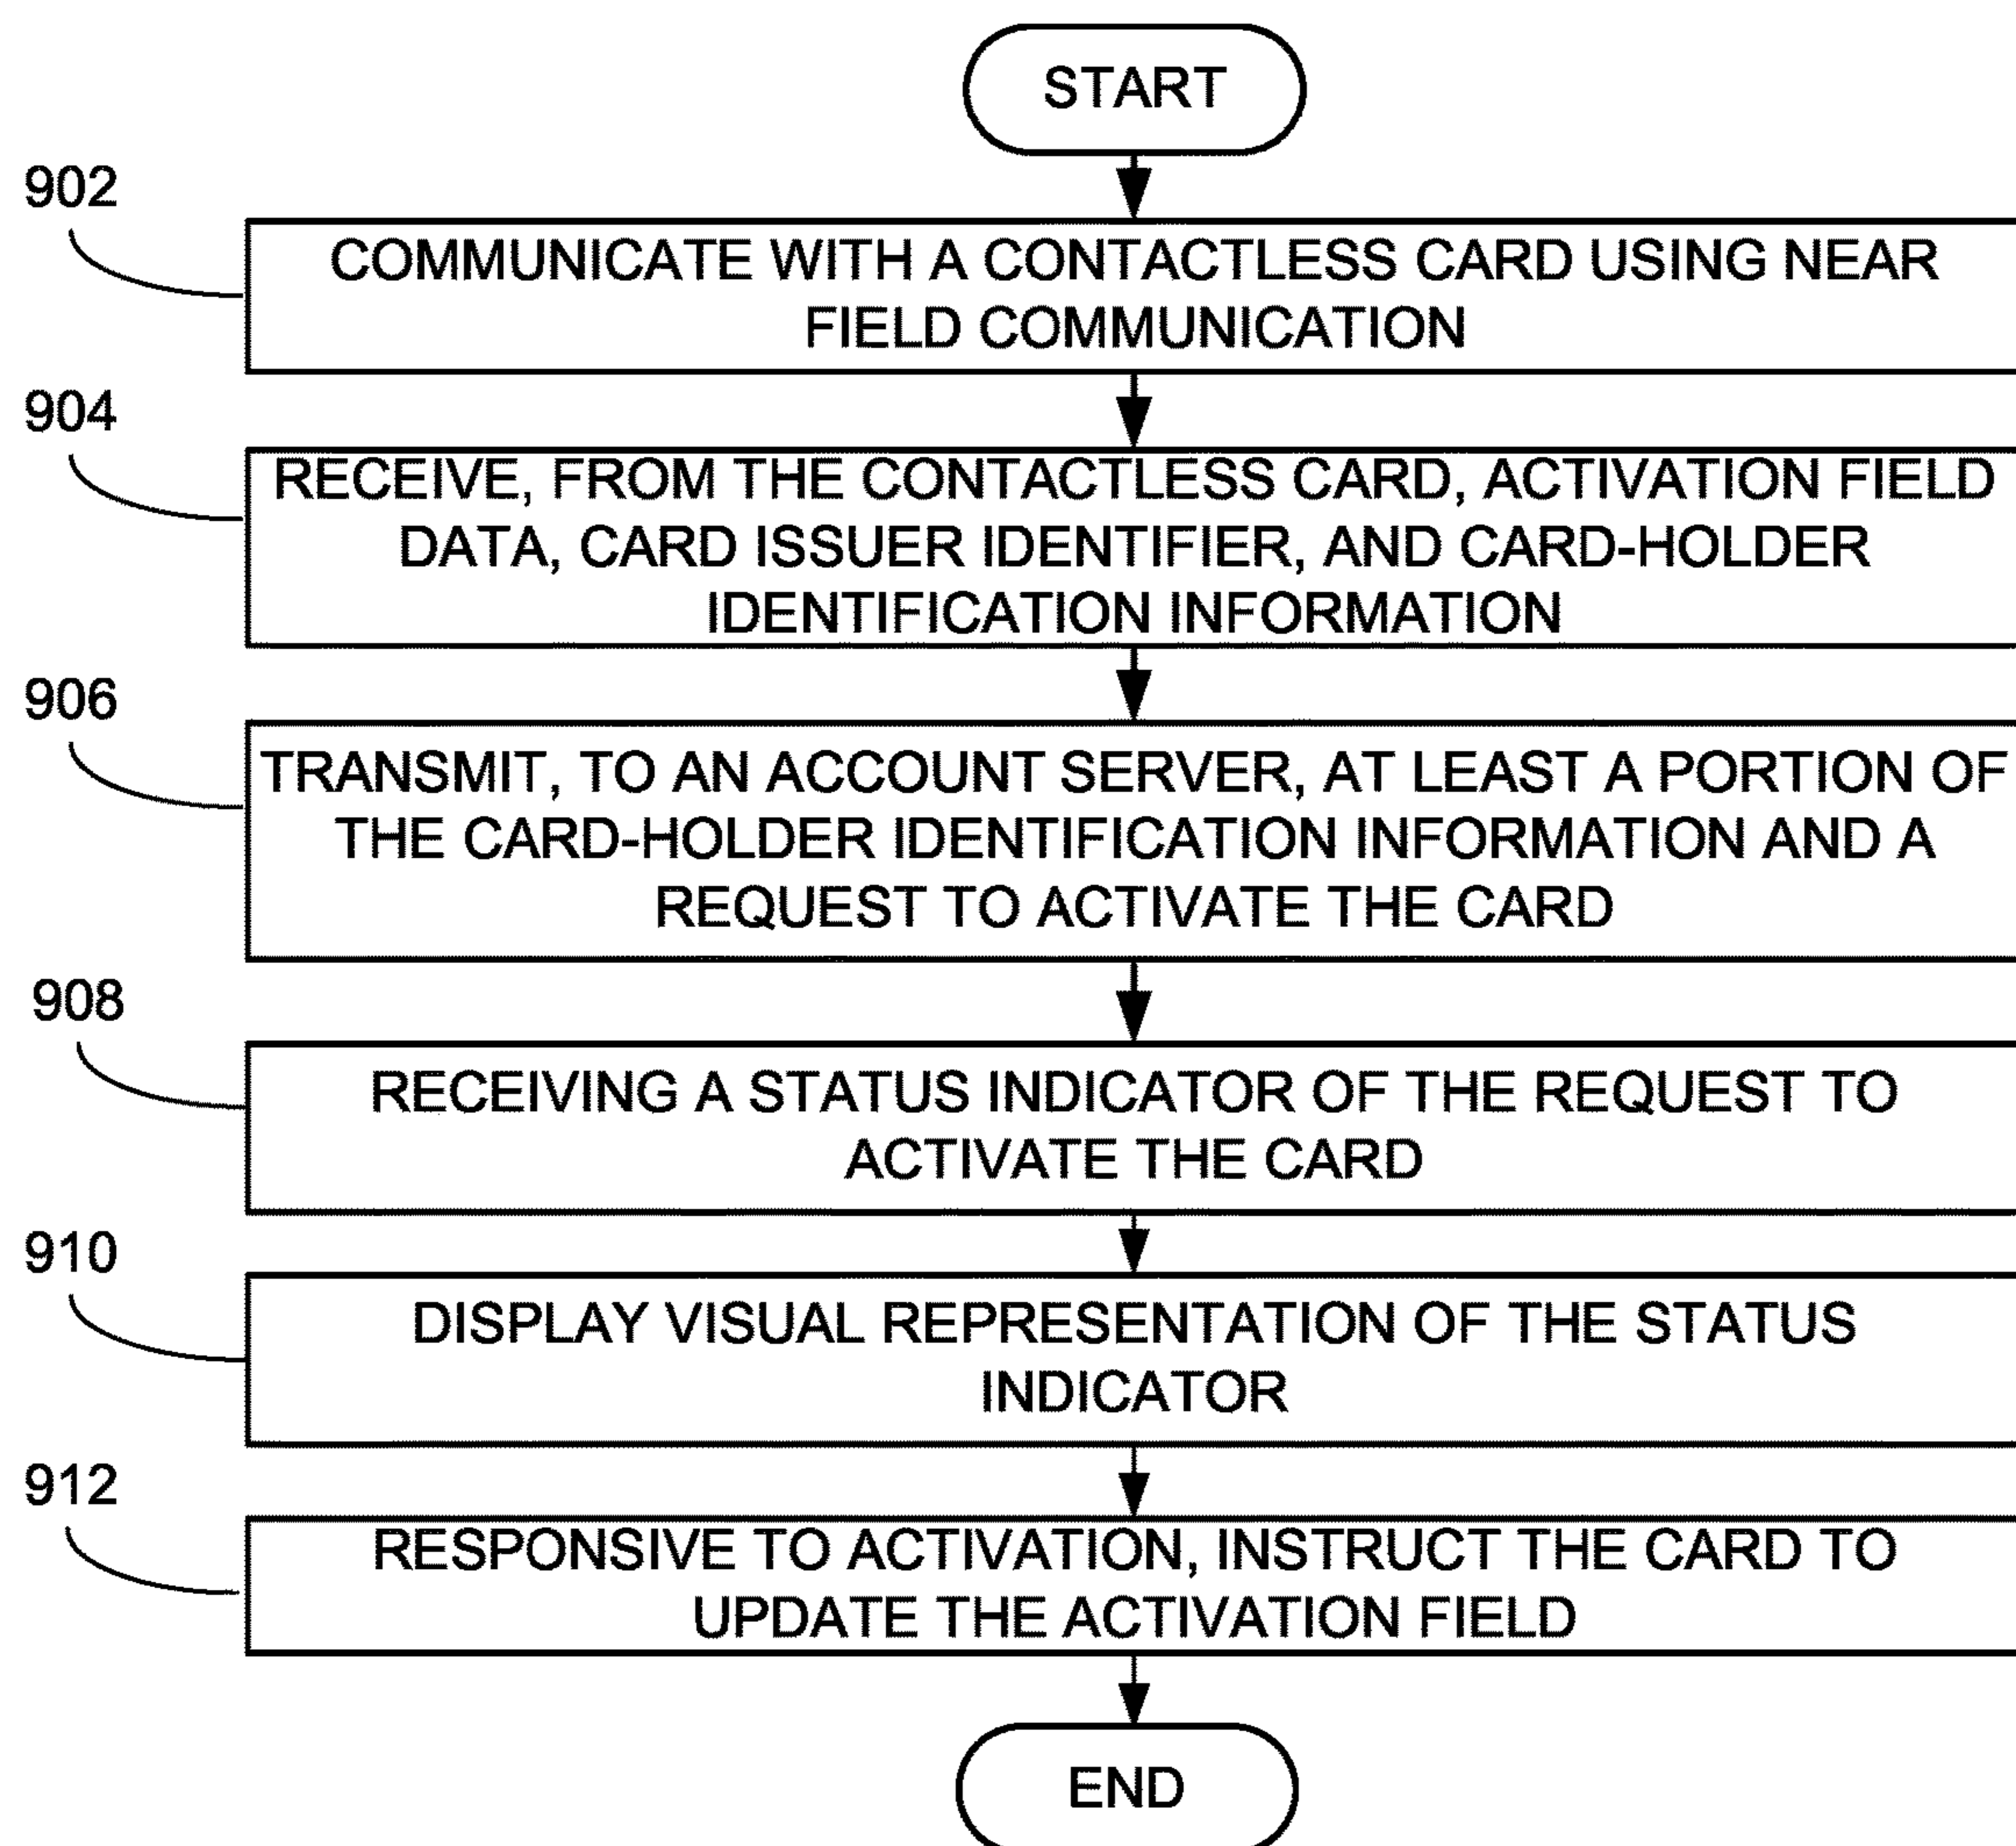 START
902
COMMUNICATE WITH A CONTACTLESS CARD USING NEAR
FIELD COMMUNICATION
904
RECEIVE, FROM THE CONTACTLESS CARD, ACTIVATION FIELD
DATA, CARD ISSUER IDENTIFIER, AND CARD-HOLDER
IDENTIFICATION INFORMATION
906
TRANSMIT, TO AN ACCOUNT SERVER, AT LEAST A PORTION OF
THE CARD-HOLDER IDENTIFICATION INFORMATION AND A
REQUEST TO ACTIVATE THE CARD
908
RECEIVING A STATUS INDICATOR OF THE REQUEST TO
ACTIVATE THE CARD
910
DISPLAY VISUAL REPRESENTATION OF THE STATUS
INDICATOR
912
RESPONSIVE TO ACTIVATION, INSTRUCT THE CARD TO
UPDATE THE ACTIVATION FIELD
END